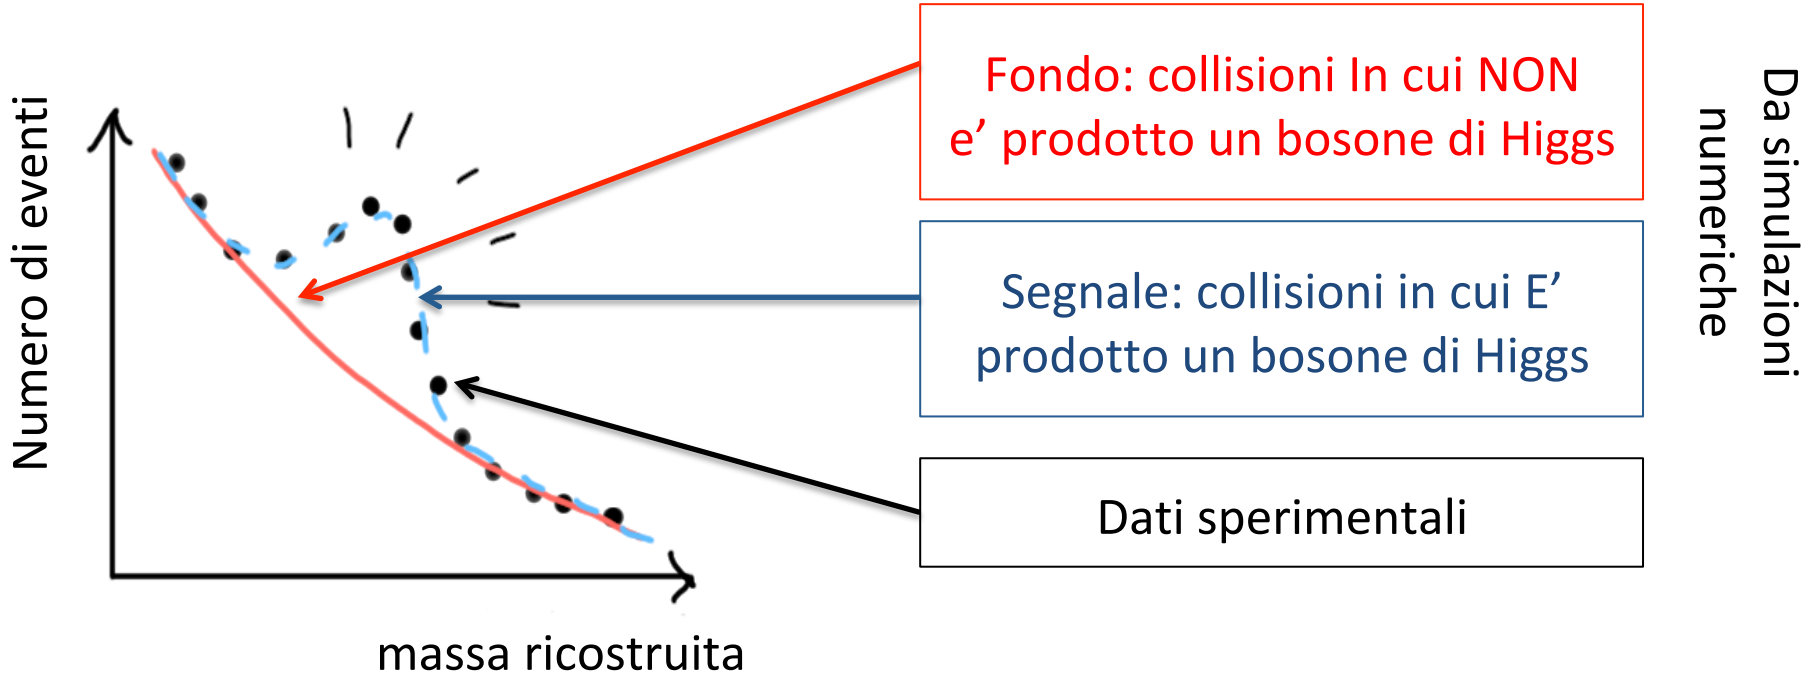 Numero di eventi
massa ricostruita
Fondo: collisioni In cui NON
e’ prodotto un bosone di Higgs
Segnale: collisioni in cui E’
prodotto un bosone di Higgs
Dati sperimentali
Da simulazioni
numeriche